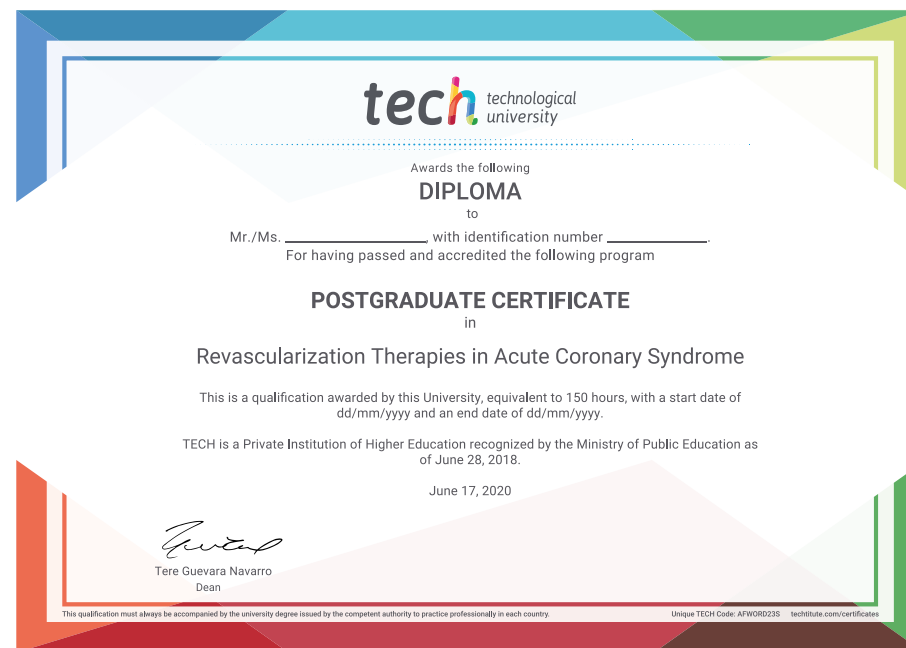 tech technological
university
Awards the following
DIPLOMA
to
Mr./Ms. ____________, with identification number ____________.
For having passed and accredited the following program
POSTGRADUATE CERTIFICATE
in
Revascularization Therapies in Acute Coronary Syndrome
This is a qualification awarded by this University, equivalent to 150 hours, with a start date of
dd/mm/yyyy and an end date of dd/mm/yyyy.
TECH is a Private Institution of Higher Education recognized by the Ministry of Public Education as
of June 28, 2018.
June 17, 2020
Tere Guevara Navarro
Dean
This qualification must always be accompanied by the university degree issued by the competent authority to practice professionally in each country.
Unique TECH Code: AFWORD23S techtitute.com/certificates